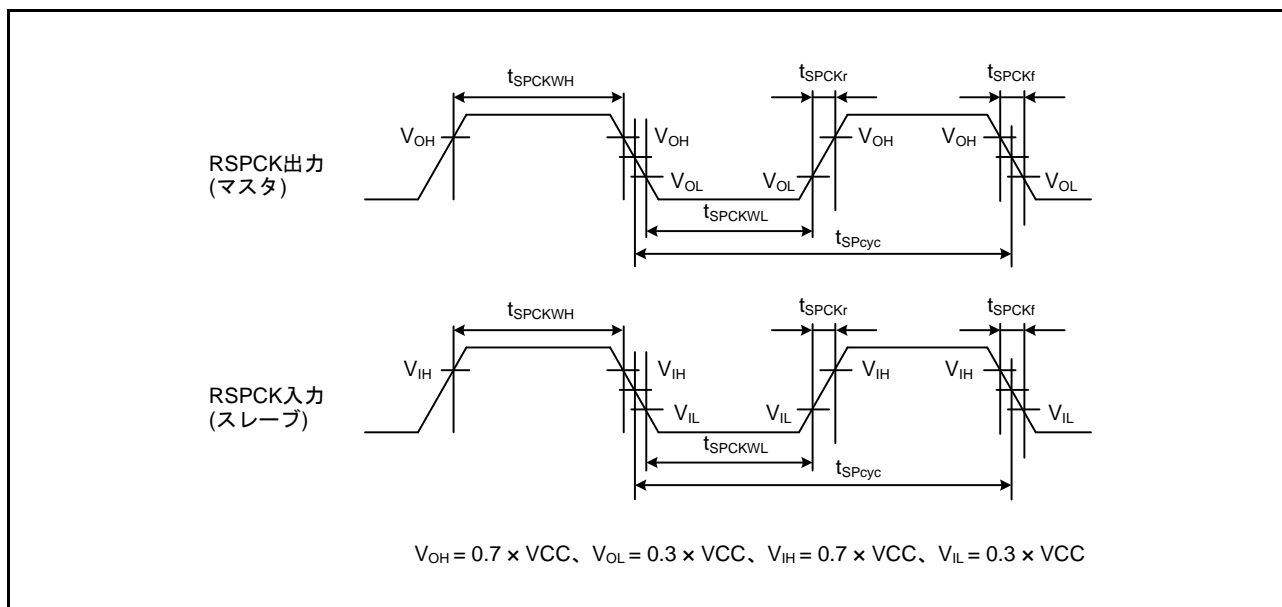 tSPCKWH
tSPCKr
tSPCKf
VOH
VOH
VOH
VOH
RSPCK出力
(マスタ)
VOL
VOL
VOL
tSPCKWL
tSPcyc
tSPCKWH
tSPCKr
tSPCKf
VIH
VIH
VIH
VIH
RSPCK入力
(スレーブ)
VIL
VIL
VIL
tSPCKWL
tSPcyc
VOH = 0.7 × VCC、VOL = 0.3 × VCC、VIH = 0.7 × VCC、VIL = 0.3 × VCC